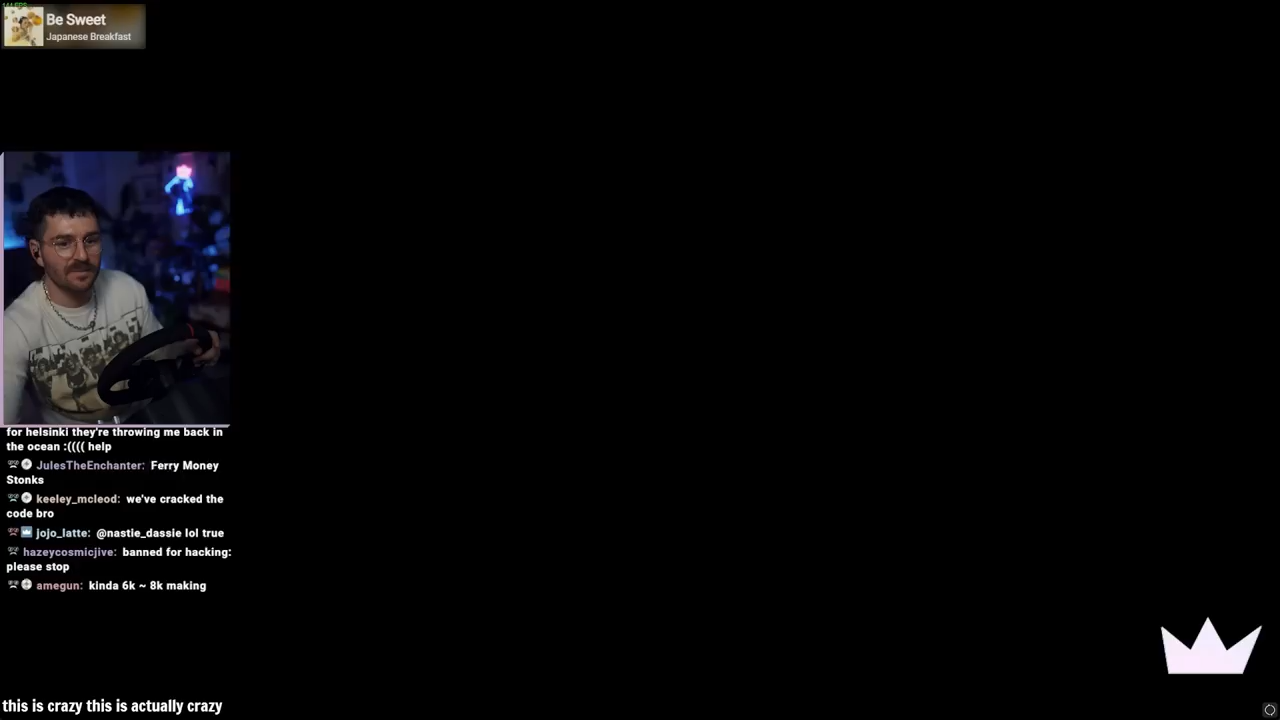 Be Sweet
Japanese Breakfast
for helsinki they're throwing me back in
the ocean :(((( help
JulesTheEnchanter: Ferry Money
Stonks
keeley_mcleod: we've cracked the
code bro
jojo_latte: @nastie_dassie lol true
hazeycosmicjive: banned for hacking:
please stop
amegun: kinda 6k ~ 8k making
this is crazy this is actually crazy